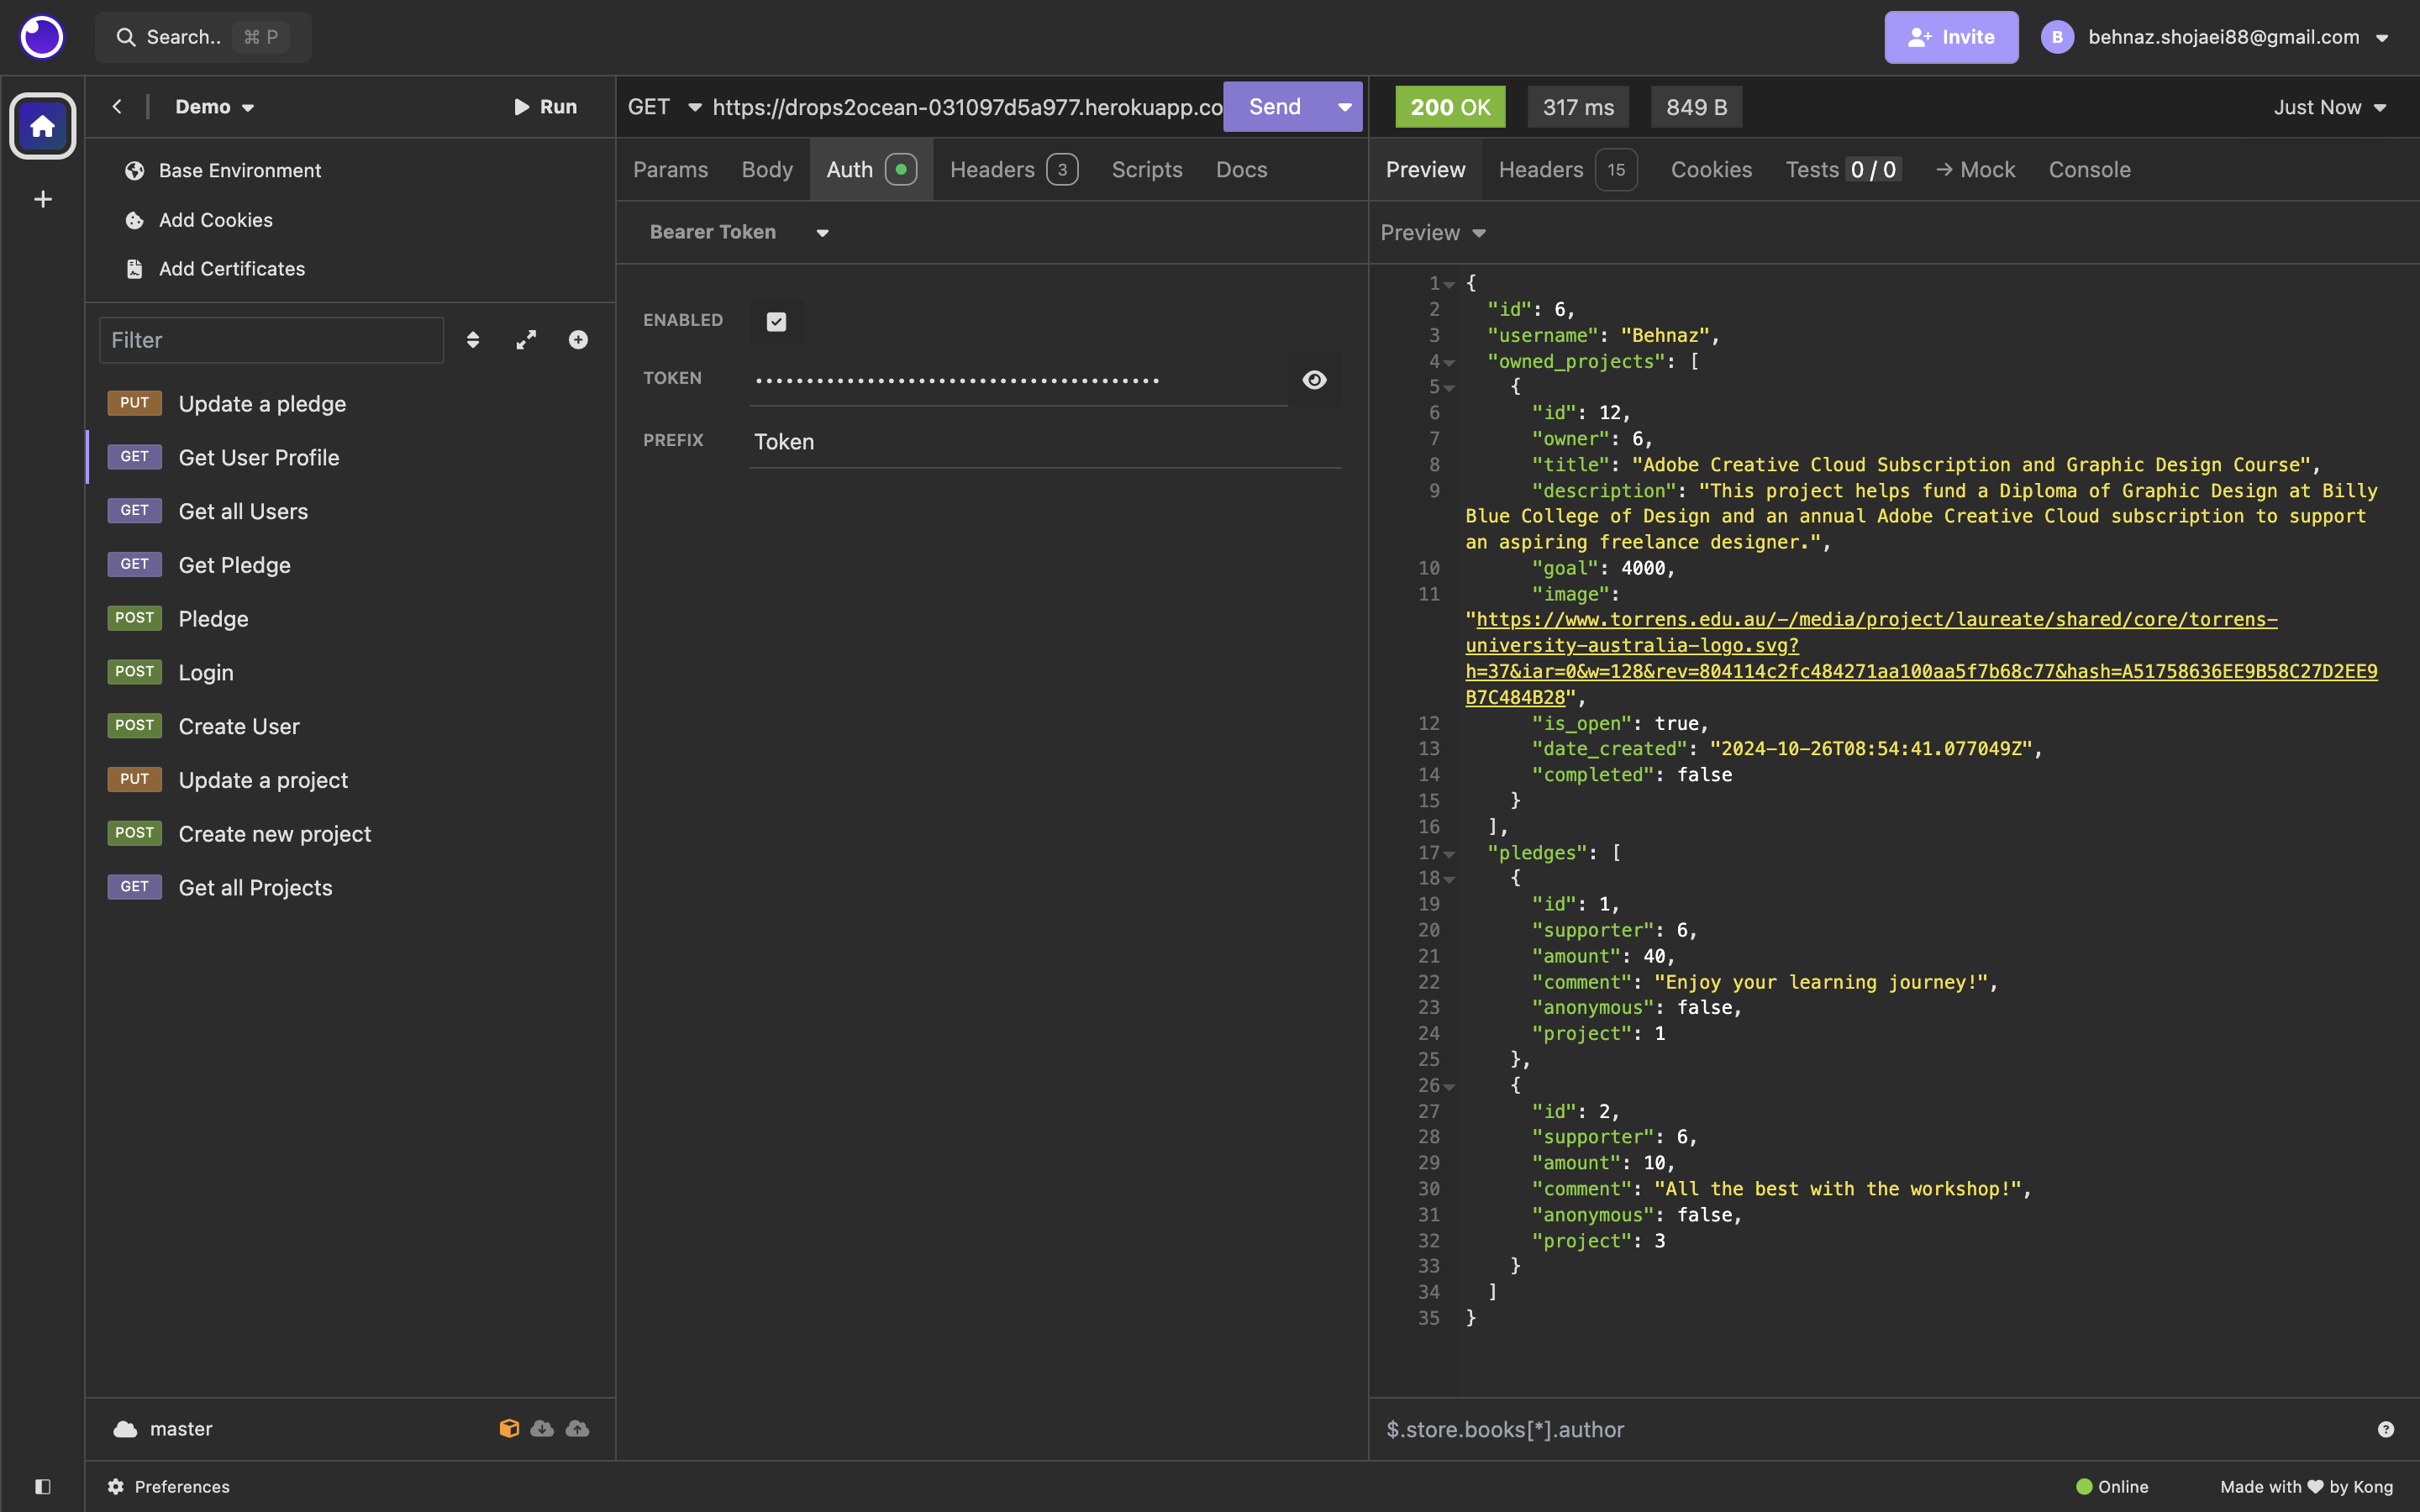 Search.. ⌘ P
Invite
B behnaz.shojaei88@gmail.com
Demo
Run
GET https://drops2ocean-031097d5a977.herokuapp.co
Send
200 OK
317 ms
849 B
Just Now
Base Environment
Add Cookies
Add Certificates
Params Body Auth Headers 3 Scripts Docs
Preview Headers 15 Cookies Tests 0 / 0 → Mock Console
Bearer Token
Preview
ENABLED
TOKEN ••••••••••••••••••••••••••••••••••••••••
PREFIX Token
Filter
PUT Update a pledge
GET Get User Profile
GET Get all Users
GET Get Pledge
POST Pledge
POST Login
POST Create User
PUT Update a project
POST Create new project
GET Get all Projects
1 {
2 "id": 6,
3 "username": "Behnaz",
4 "owned_projects": [
5 {
6 "id": 12,
7 "owner": 6,
8 "title": "Adobe Creative Cloud Subscription and Graphic Design Course",
9 "description": "This project helps fund a Diploma of Graphic Design at Billy
Blue College of Design and an annual Adobe Creative Cloud subscription to support
an aspiring freelance designer.",
10 "goal": 4000,
11 "image":
"https://www.torrens.edu.au/-/media/project/laureate/shared/core/torrens-
university-australia-logo.svg?
h=37&iar=0&w=128&rev=804114c2fc484271aa100aa5f7b68c77&hash=A51758636EE9B58C27D2EE9
B7C484B28",
12 "is_open": true,
13 "date_created": "2024-10-26T08:54:41.077049Z",
14 "completed": false
15 }
16 ],
17 "pledges": [
18 {
19 "id": 1,
20 "supporter": 6,
21 "amount": 40,
22 "comment": "Enjoy your learning journey!",
23 "anonymous": false,
24 "project": 1
25 },
26 {
27 "id": 2,
28 "supporter": 6,
29 "amount": 10,
30 "comment": "All the best with the workshop!",
31 "anonymous": false,
32 "project": 3
33 }
34 ]
35 }
master
$.store.books[*].author
Preferences
Online
Made with ♥ by Kong